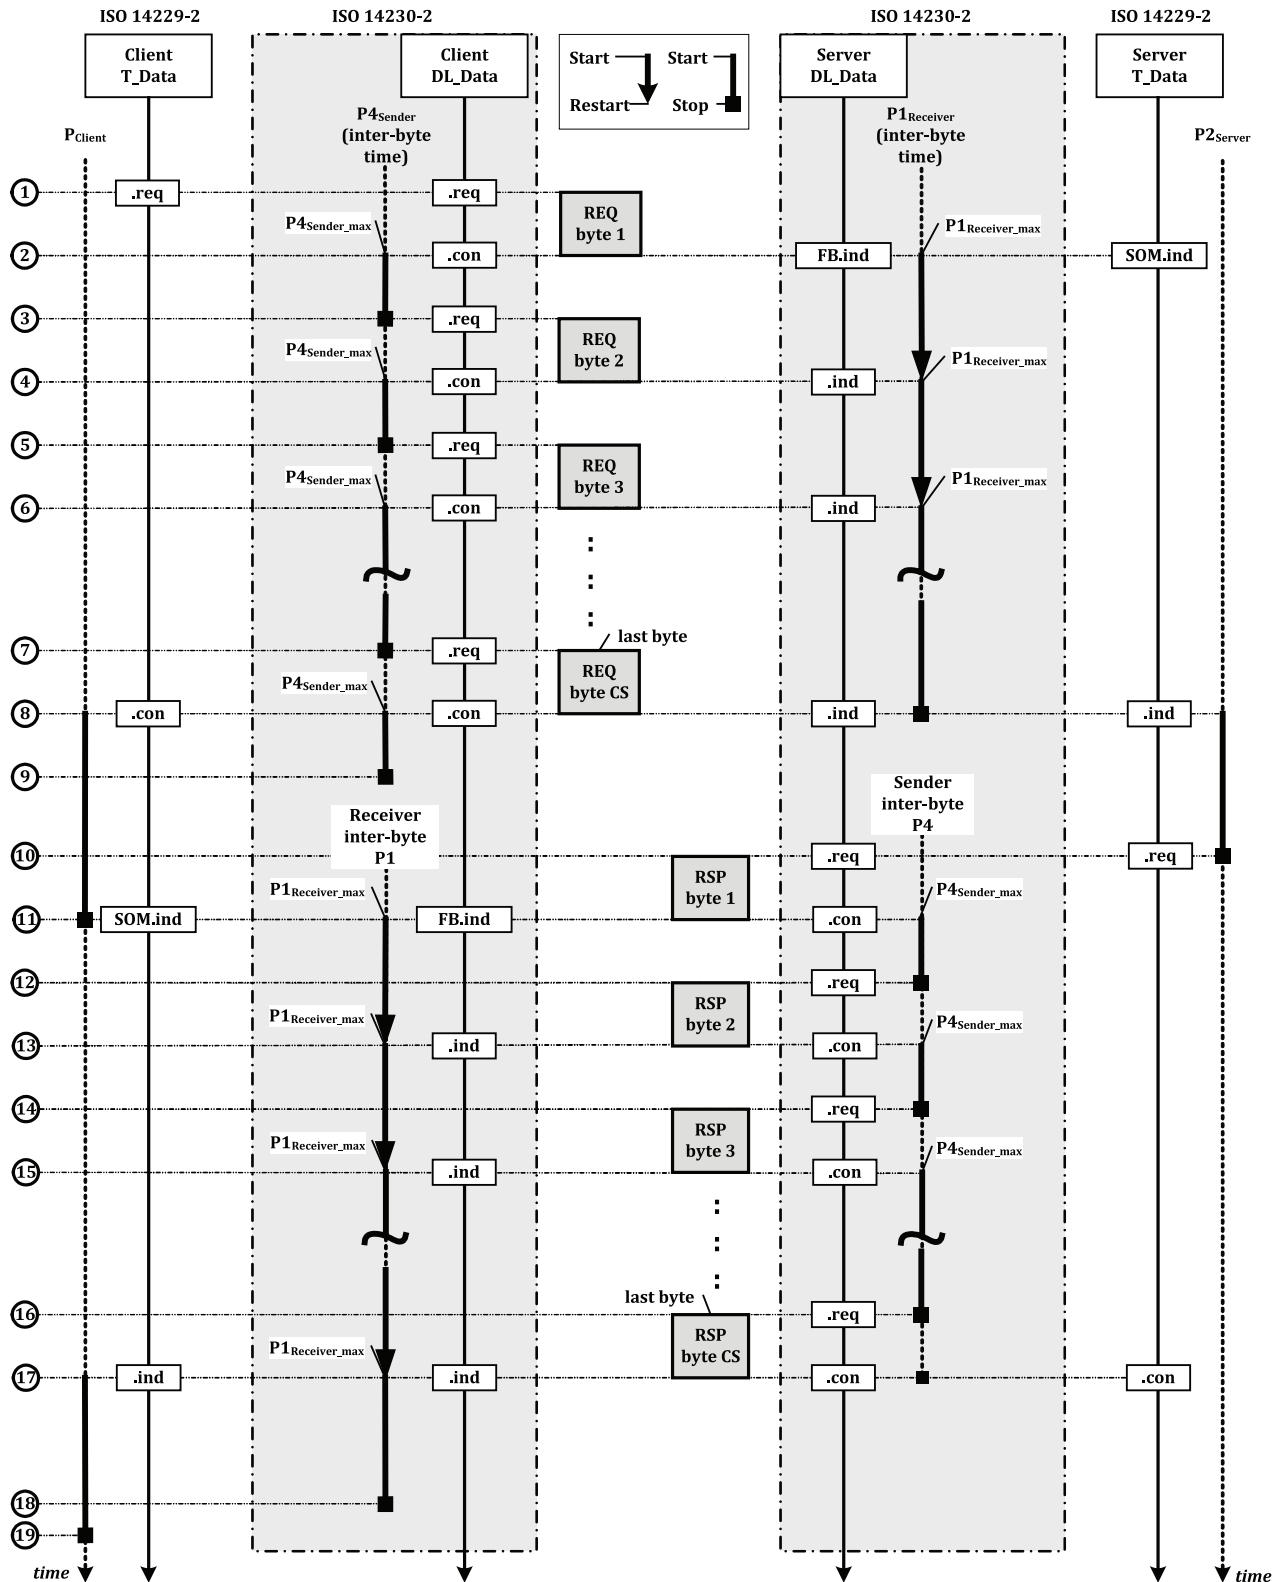 ISO 14229-2
ISO 14230-2
ISO 14230-2
ISO 14229-2
Client
T_Data
Client
DL_Data
Start
Start
Restart
Stop
Server
DL_Data
Server
T_Data
PClient
P4Sender
(inter-byte
time)
P1Receiver
(inter-byte
time)
P2Server
1
.req
.req
REQ
byte 1
P4Sender_max
P1Receiver_max
2
.con
FB.ind
SOM.ind
3
.req
REQ
byte 2
P4Sender_max
P1Receiver_max
4
.con
.ind
5
.req
REQ
byte 3
P4Sender_max
P1Receiver_max
6
.con
.ind
:
:
:
last byte
7
.req
REQ
byte CS
P4Sender_max
8
.con
.con
.ind
.ind
9
Receiver
inter-byte
P1
Sender
inter-byte
P4
10
.req
.req
RSP
byte 1
P1Receiver_max
P4Sender_max
11
SOM.ind
FB.ind
.con
12
.req
RSP
byte 2
P1Receiver_max
P4Sender_max
13
.ind
.con
14
.req
RSP
byte 3
P1Receiver_max
P4Sender_max
15
.ind
.con
:
:
:
last byte
16
.req
RSP
byte CS
P1Receiver_max
17
.ind
.ind
.con
.con
18
19
time
time